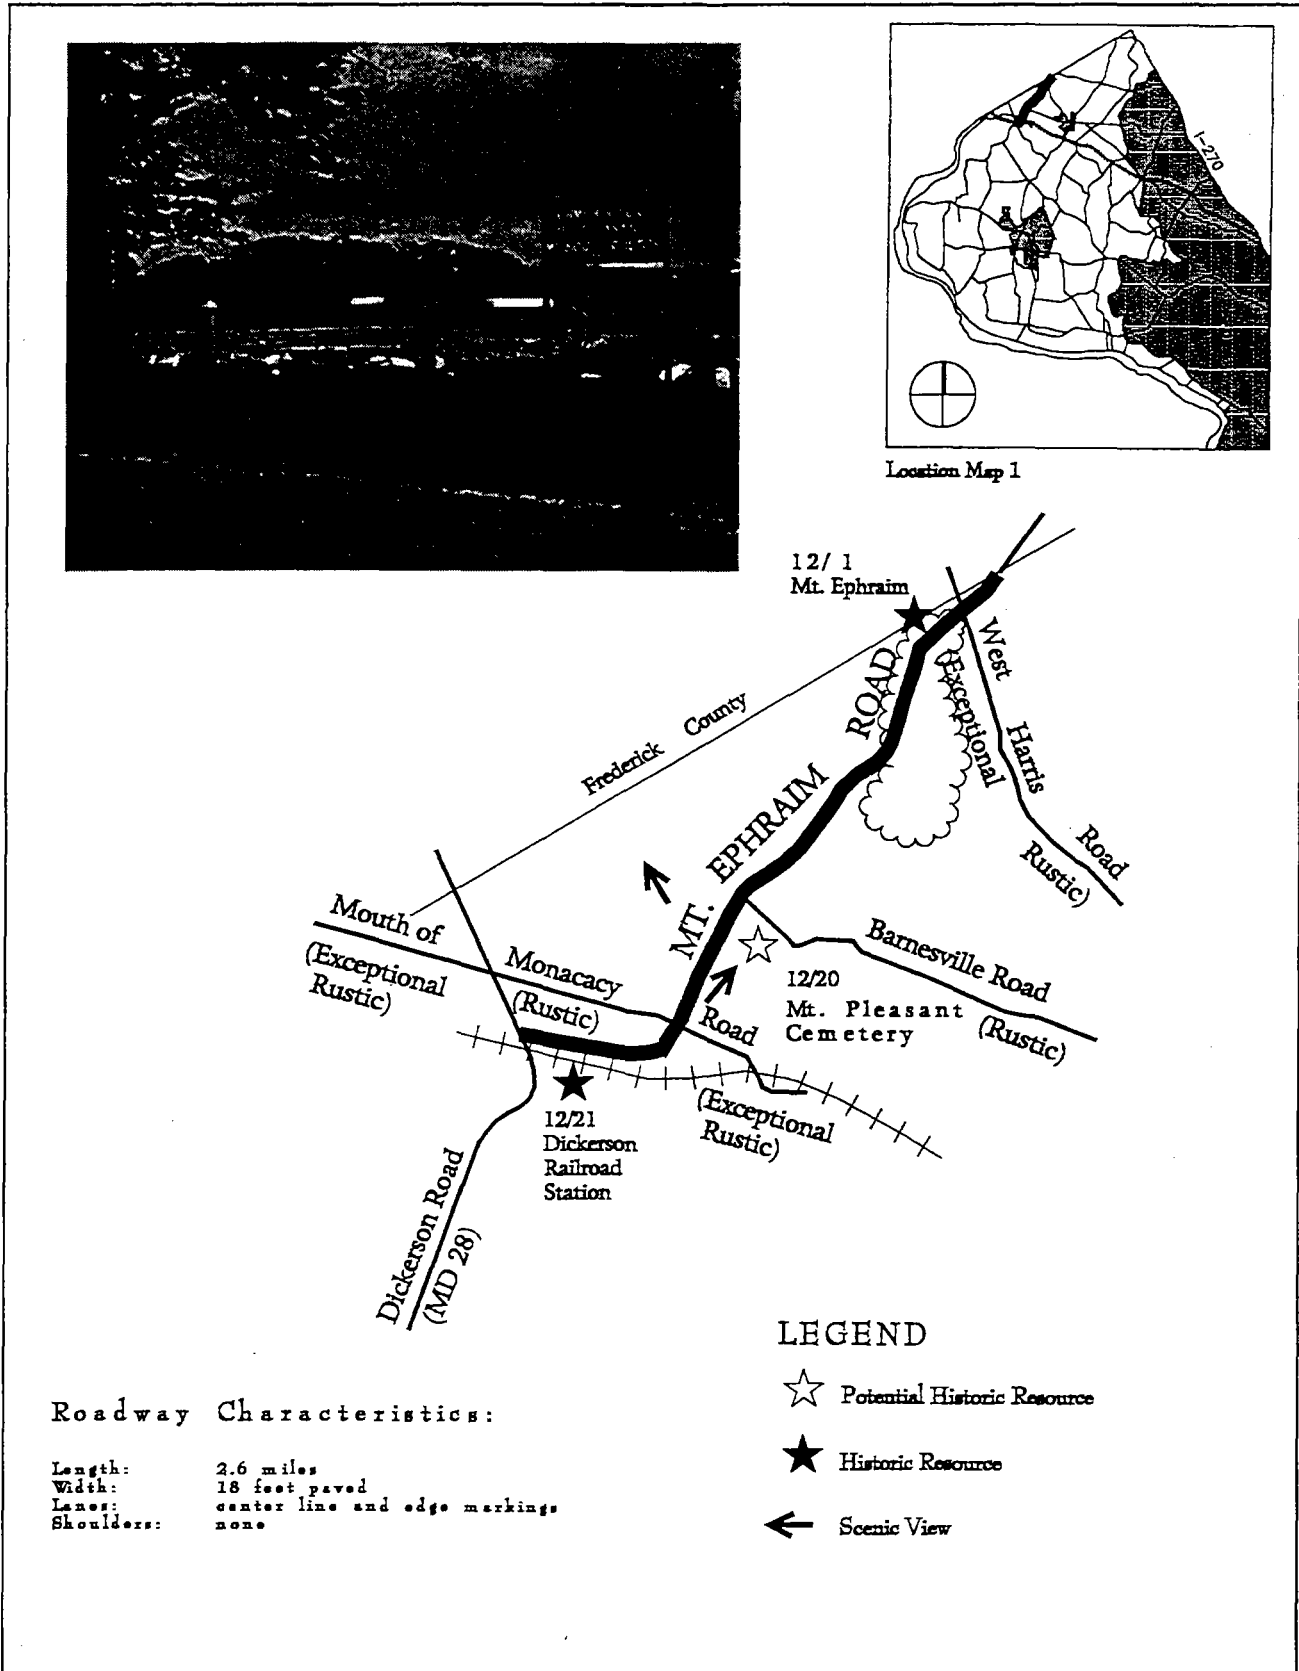 I-270
Location Map 1
12/ 1
Mt. Ephraim
MT. EPHRAIM ROAD
West Harris Road
(Exceptional Rustic)
Frederick County
Mouth of Monacacy Road
(Exceptional
Rustic)
(Rustic)
Barnesville Road
(Rustic)
12/20
Mt. Pleasant
Cemetery
(Exceptional
Rustic)
12/21
Dickerson
Railroad
Station
Dickerson Road
(MD 28)
LEGEND
Potential Historic Resource
Historic Resource
Scenic View
Roadway Characteristics:
Length: 2.6 miles
Width: 18 feet paved
Lanes: center line and edge markings
Shoulders: none